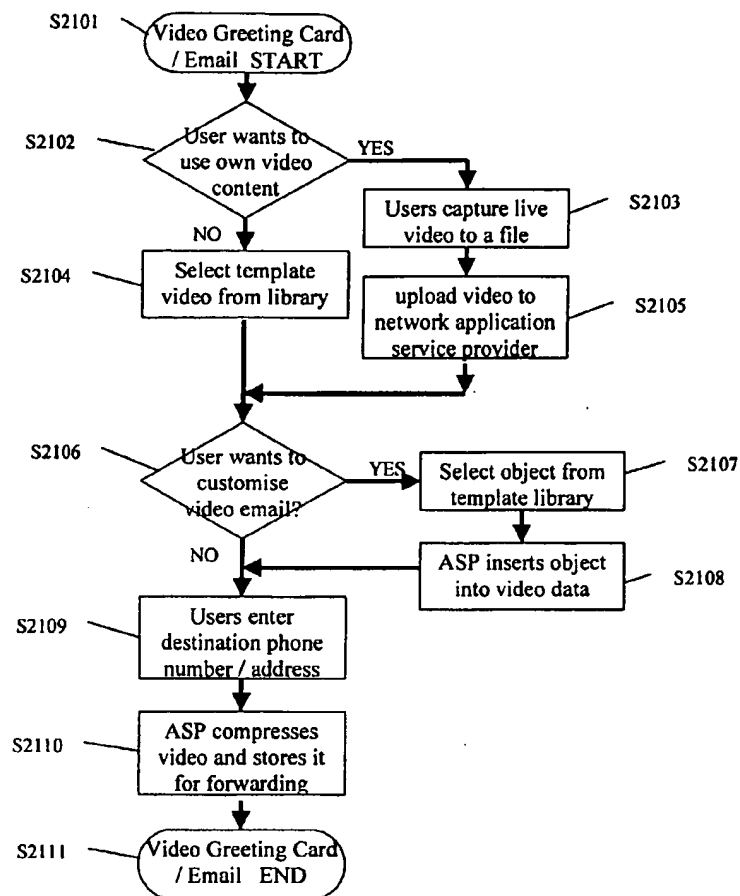 S2101
Video Greeting Card
/ Email START
S2102
User wants to
use own video
content
YES
NO
S2103
Users capture live
video to a file
S2104
Select template
video from library
upload video to
network application
service provider
S2105
S2106
User wants to
customise
video email?
YES
NO
Select object from
template library
S2107
ASP inserts object
into video data
S2108
S2109
Users enter
destination phone
number / address
S2110
ASP compresses
video and stores it
for forwarding
S2111
Video Greeting Card
/ Email END